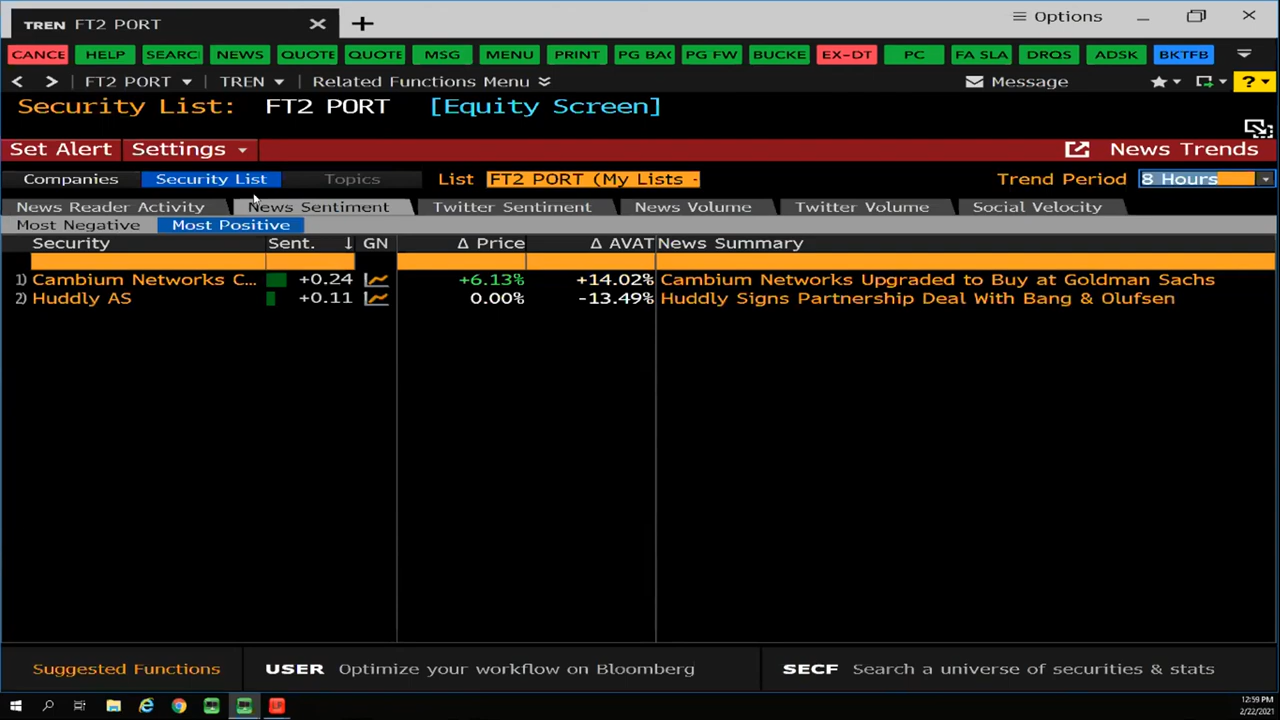 TREN FT2 PORT
Options
CANCE HELP SEARC NEWS QUOTE QUOTE MSG MENU PRINT PG BAC PG FW BUCKE EX-DT PC FA SLA DRQS ADSK BKTFB
< > FT2 PORT TREN Related Functions Menu Message ?
Security List: FT2 PORT [Equity Screen]
Set Alert Settings News Trends
Companies Security List Topics List FT2 PORT (My Lists - Trend Period 8 Hours
News Reader Activity News Sentiment Twitter Sentiment News Volume Twitter Volume Social Velocity
Most Negative Most Positive
Security Sent. ↓ GN Δ Price Δ AVAT News Summary
1) Cambium Networks C... +0.24 +6.13% +14.02% Cambium Networks Upgraded to Buy at Goldman Sachs
2) Huddly AS +0.11 0.00% -13.49% Huddly Signs Partnership Deal With Bang & Olufsen
Suggested Functions USER Optimize your workflow on Bloomberg SECF Search a universe of securities & stats
12:59 PM
2/22/2021